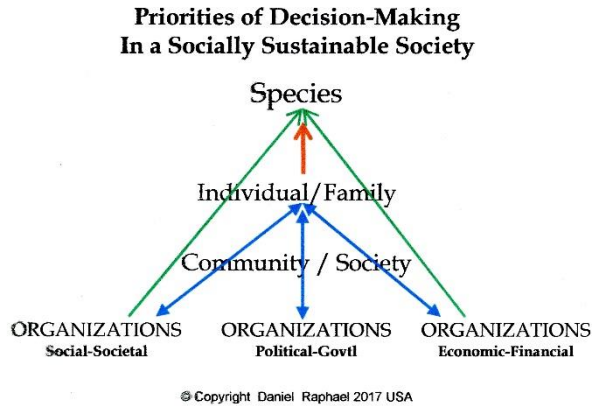 Priorities of Decision-Making
In a Socially Sustainable Society
Species
Individual/Family
Community / Society
ORGANIZATIONS ORGANIZATIONS ORGANIZATIONS
Social-Societal Political-Govtl Economic-Financial
© Copyright Daniel Raphael 2017 USA